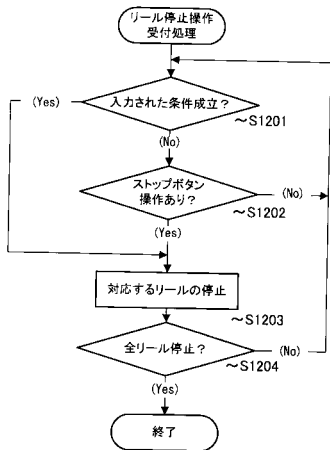 リール停止操作
受付処理
入力された条件成立?
(Yes)
~S1201
(No)
ストップボタン
操作あり?
(No)
~S1202
(Yes)
対応するリールの停止
~S1203
全リール停止?
(No)
~S1204
(Yes)
終了